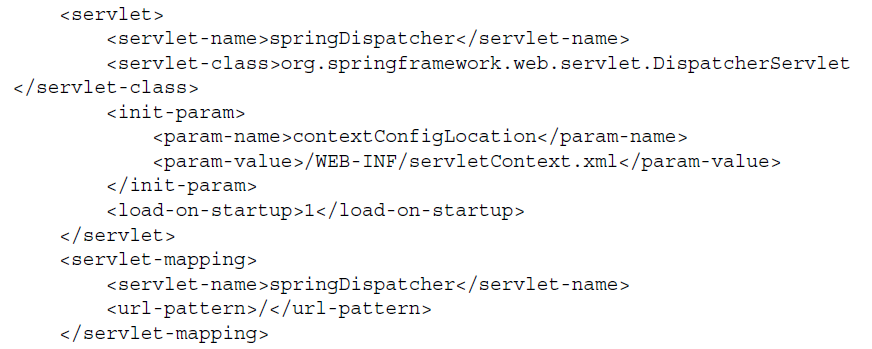 <servlet>
<servlet-name>springDispatcher</servlet-name>
<servlet-class>org.springframework.web.servlet.DispatcherServlet
</servlet-class>
<init-param>
<param-name>contextConfigLocation</param-name>
<param-value>/WEB-INF/servletContext.xml</param-value>
</init-param>
<load-on-startup>1</load-on-startup>
</servlet>
<servlet-mapping>
<servlet-name>springDispatcher</servlet-name>
<url-pattern>/</url-pattern>
</servlet-mapping>